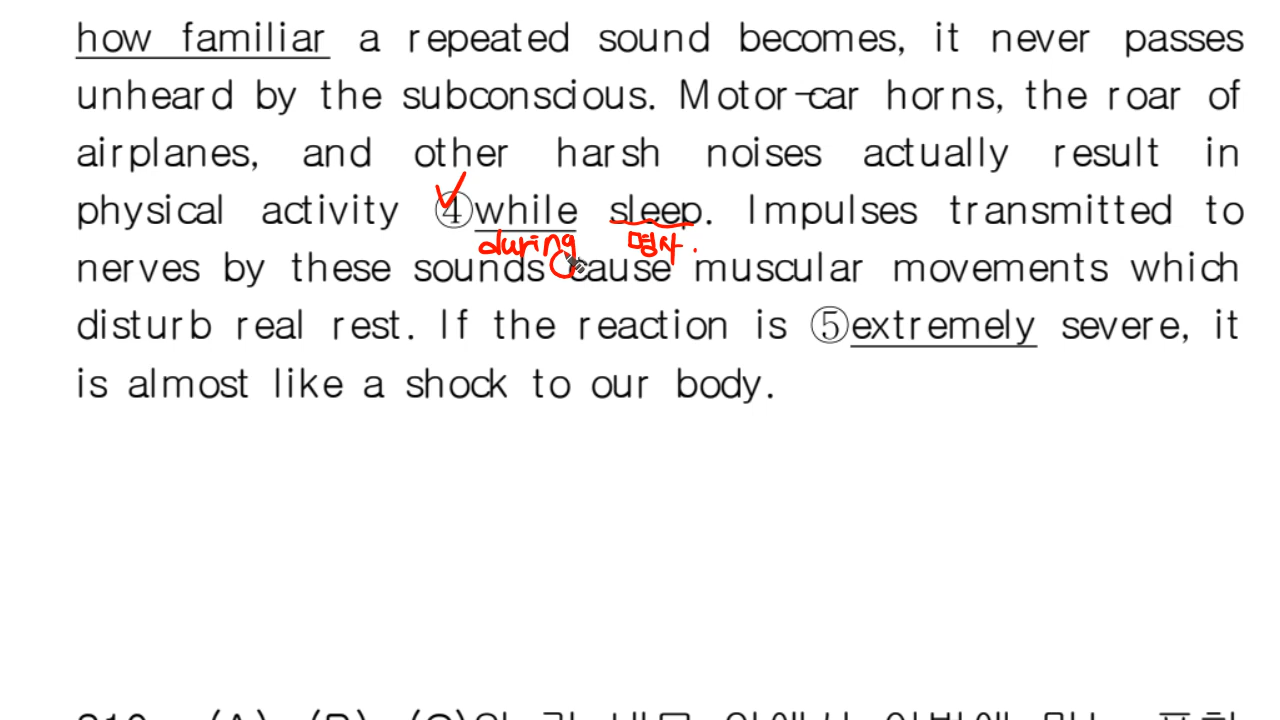 how familiar a repeated sound becomes, it never passes
unheard by the subconscious. Motor-car horns, the roar of
airplanes, and other harsh noises actually result in
physical activity ④while sleep. Impulses transmitted to
during 명사.
nerves by these sounds cause muscular movements which
disturb real rest. If the reaction is ⑤extremely severe, it
is almost like a shock to our body.